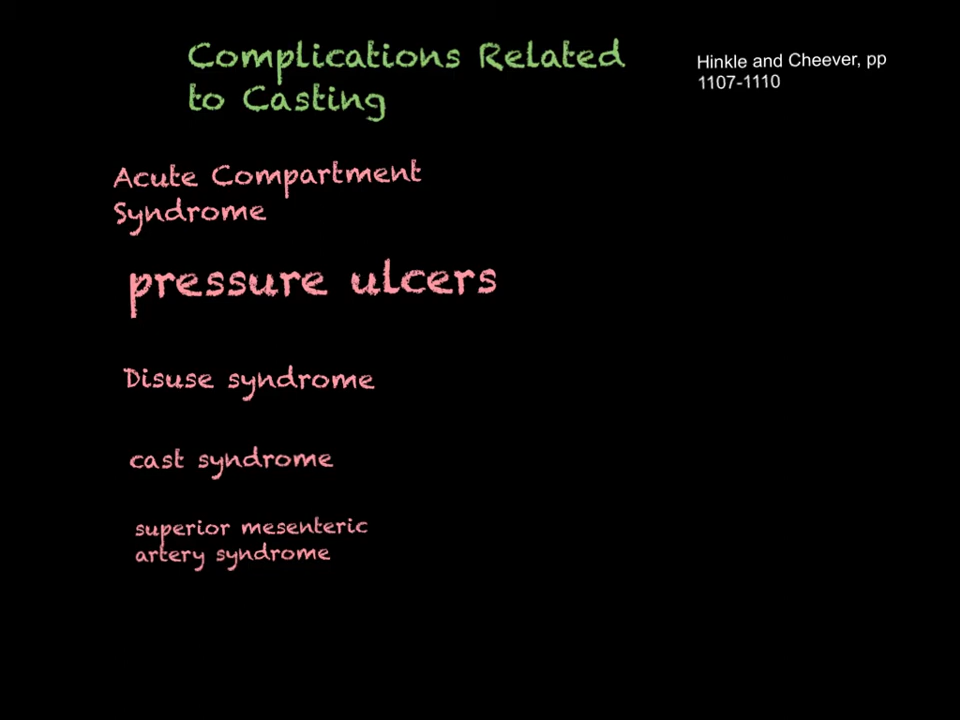 Complications Related
to Casting
Hinkle and Cheever, pp
1107-1110
Acute Compartment
Syndrome
pressure ulcers
Disuse syndrome
cast syndrome
superior mesenteric
artery syndrome